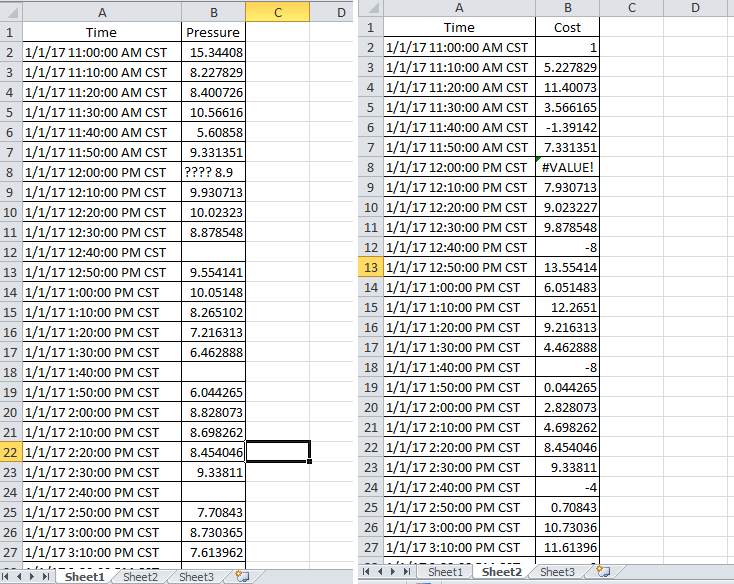 A B C D
1 Time Pressure
2 1/1/17 11:00:00 AM CST 15.34408
3 1/1/17 11:10:00 AM CST 8.227829
4 1/1/17 11:20:00 AM CST 8.400726
5 1/1/17 11:30:00 AM CST 10.56616
6 1/1/17 11:40:00 AM CST 5.60858
7 1/1/17 11:50:00 AM CST 9.331351
8 1/1/17 12:00:00 PM CST ???? 8.9
9 1/1/17 12:10:00 PM CST 9.930713
10 1/1/17 12:20:00 PM CST 10.02323
11 1/1/17 12:30:00 PM CST 8.878548
12 1/1/17 12:40:00 PM CST
13 1/1/17 12:50:00 PM CST 9.554141
14 1/1/17 1:00:00 PM CST 10.05148
15 1/1/17 1:10:00 PM CST 8.265102
16 1/1/17 1:20:00 PM CST 7.216313
17 1/1/17 1:30:00 PM CST 6.462888
18 1/1/17 1:40:00 PM CST
19 1/1/17 1:50:00 PM CST 6.044265
20 1/1/17 2:00:00 PM CST 8.828073
21 1/1/17 2:10:00 PM CST 8.698262
22 1/1/17 2:20:00 PM CST 8.454046
23 1/1/17 2:30:00 PM CST 9.33811
24 1/1/17 2:40:00 PM CST
25 1/1/17 2:50:00 PM CST 7.70843
26 1/1/17 3:00:00 PM CST 8.730365
27 1/1/17 3:10:00 PM CST 7.613962
Sheet1 Sheet2 Sheet3
A B C D
1 Time Cost
2 1/1/17 11:00:00 AM CST 1
3 1/1/17 11:10:00 AM CST 5.227829
4 1/1/17 11:20:00 AM CST 11.40073
5 1/1/17 11:30:00 AM CST 3.566165
6 1/1/17 11:40:00 AM CST -1.39142
7 1/1/17 11:50:00 AM CST 7.331351
8 1/1/17 12:00:00 PM CST #VALUE!
9 1/1/17 12:10:00 PM CST 7.930713
10 1/1/17 12:20:00 PM CST 9.023227
11 1/1/17 12:30:00 PM CST 9.878548
12 1/1/17 12:40:00 PM CST -8
13 1/1/17 12:50:00 PM CST 13.55414
14 1/1/17 1:00:00 PM CST 6.051483
15 1/1/17 1:10:00 PM CST 12.2651
16 1/1/17 1:20:00 PM CST 9.216313
17 1/1/17 1:30:00 PM CST 4.462888
18 1/1/17 1:40:00 PM CST -8
19 1/1/17 1:50:00 PM CST 0.044265
20 1/1/17 2:00:00 PM CST 2.828073
21 1/1/17 2:10:00 PM CST 4.698262
22 1/1/17 2:20:00 PM CST 8.454046
23 1/1/17 2:30:00 PM CST 9.33811
24 1/1/17 2:40:00 PM CST -4
25 1/1/17 2:50:00 PM CST 0.70843
26 1/1/17 3:00:00 PM CST 10.73036
27 1/1/17 3:10:00 PM CST 11.61396
Sheet1 Sheet2 Sheet3